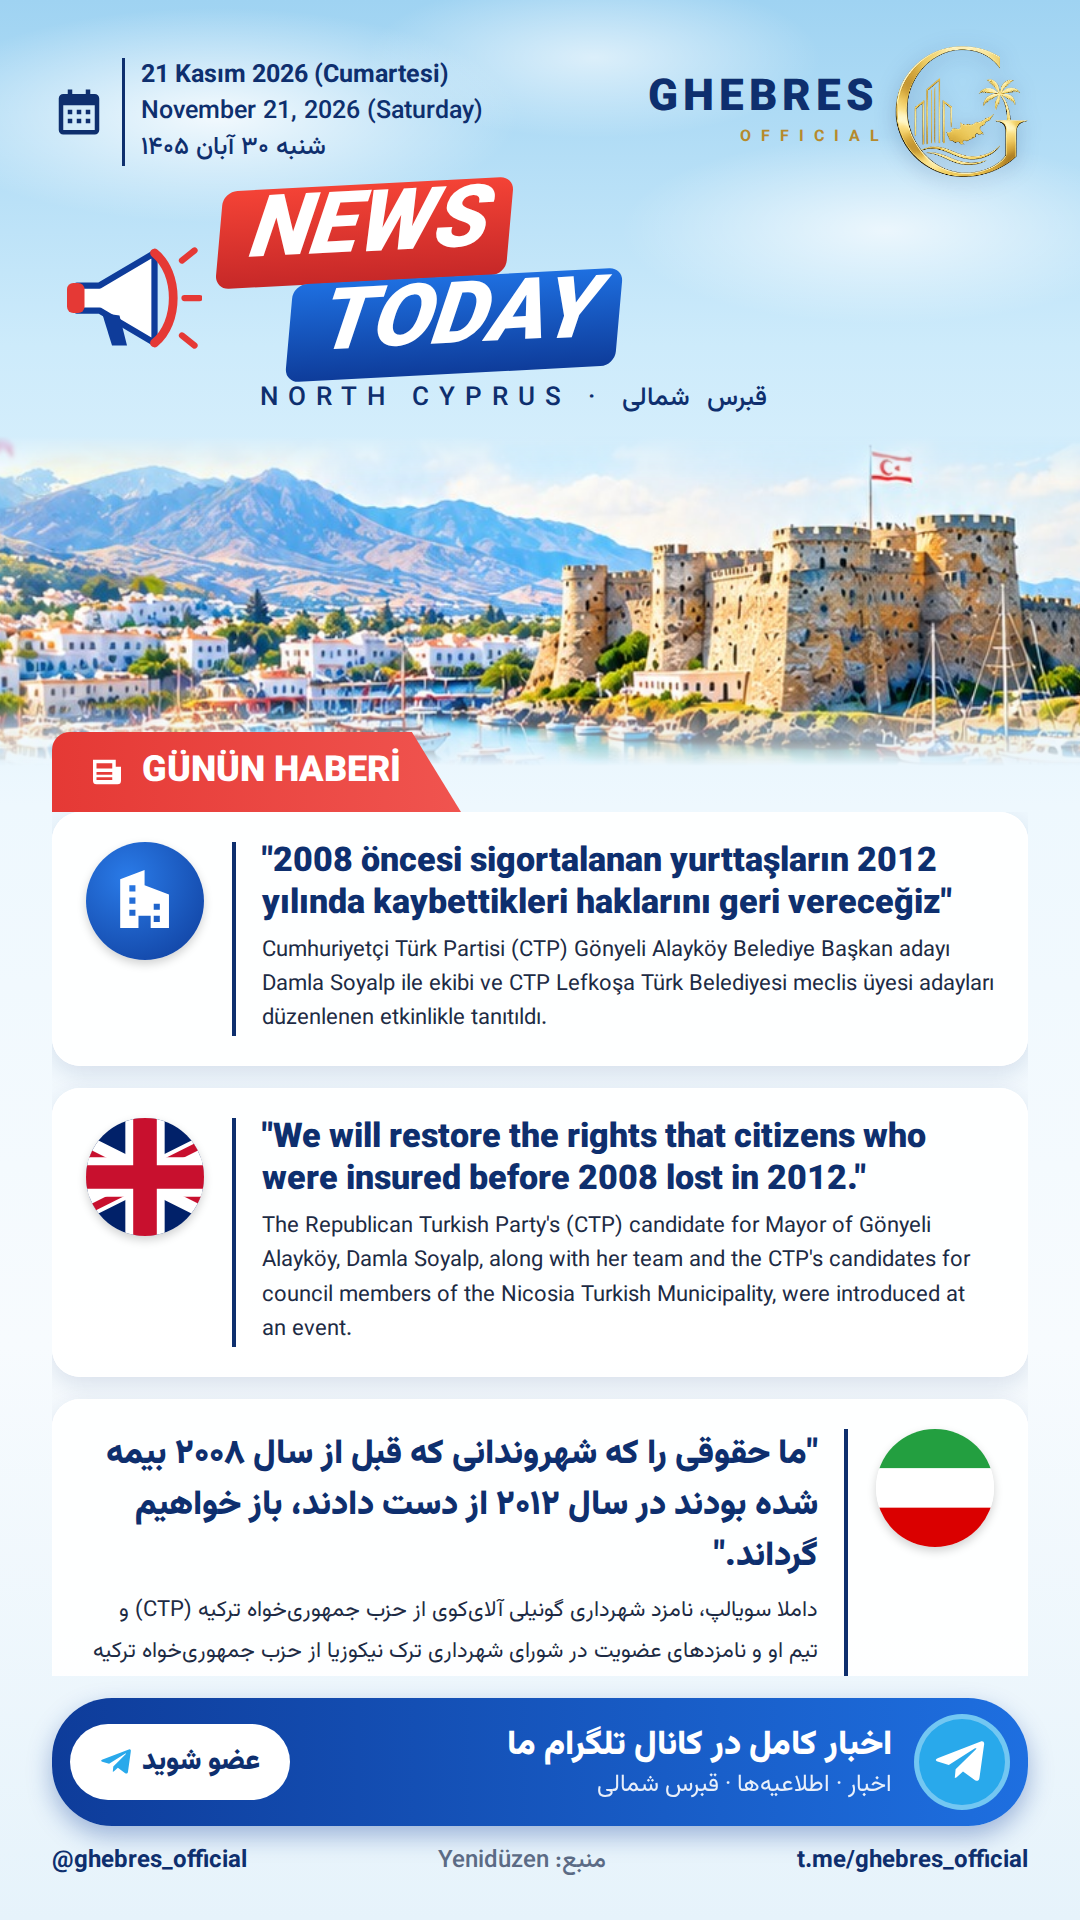 21 Kasım 2026 (Cumartesi)
November 21, 2026 (Saturday)
شنبه ۳۰ آبان ۱۴۰۵
GHEBRES
OFFICIAL
NEWS
TODAY
NORTH CYPRUS · قبرس شمالی
GÜNÜN HABERİ
"2008 öncesi sigortalanan yurttaşların 2012
yılında kaybettikleri haklarını geri vereceğiz"
Cumhuriyetçi Türk Partisi (CTP) Gönyeli Alayköy Belediye Başkan adayı
Damla Soyalp ile ekibi ve CTP Lefkoşa Türk Belediyesi meclis üyesi adayları
düzenlenen etkinlikle tanıtıldı.
"We will restore the rights that citizens who
were insured before 2008 lost in 2012."
The Republican Turkish Party's (CTP) candidate for Mayor of Gönyeli
Alayköy, Damla Soyalp, along with her team and the CTP's candidates for
council members of the Nicosia Turkish Municipality, were introduced at
an event.
"ما حقوقی را که شهروندانی که قبل از سال ۲۰۰۸ بیمه
شده بودند در سال ۲۰۱۲ از دست دادند، باز خواهیم
گرداند."
داملا سویالپ، نامزد شهرداری گونیلی آلای‌کوی از حزب جمهوری‌خواه ترکیه (CTP) و
تیم او و نامزدهای عضویت در شورای شهرداری ترک نیکوزیا از حزب جمهوری‌خواه ترکیه
اخبار کامل در کانال تلگرام ما
اخبار · اطلاعیه‌ها · قبرس شمالی
عضو شوید
@ghebres_official
منبع: Yenidüzen
t.me/ghebres_official